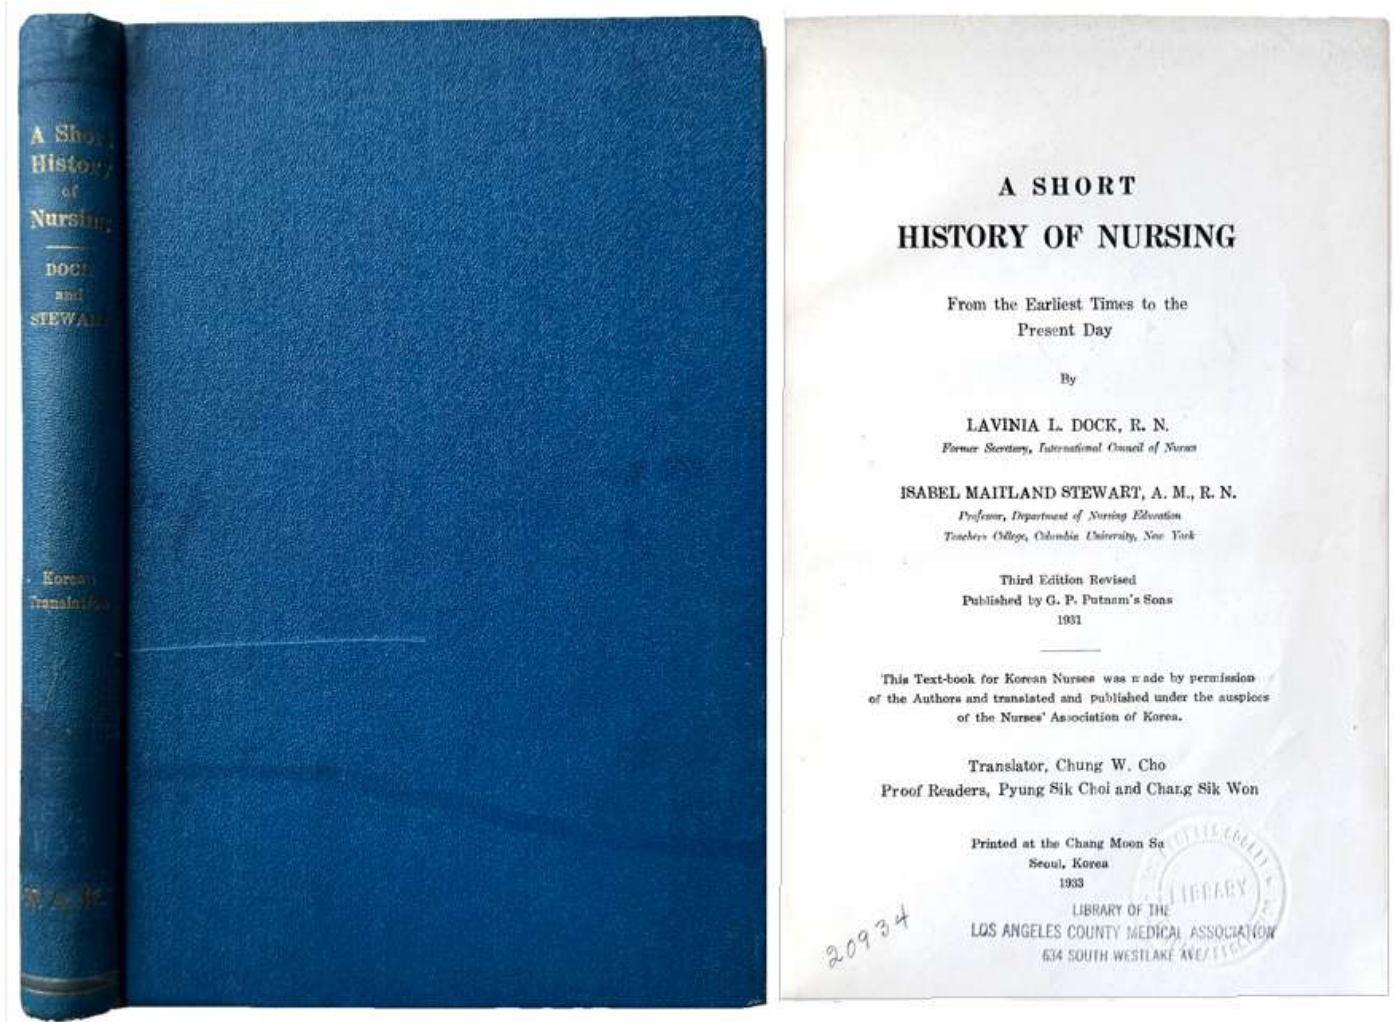 A Shor
History
of
Nursing
DOCK
and
STEWAR
Korean
Translation
N. A. K.
A SHORT
HISTORY OF NURSING
From the Earliest Times to the
Present Day
By
LAVINIA L. DOCK, R. N.
Former Secretary, International Council of Nurses
ISABEL MAITLAND STEWART, A. M., R. N.
Professor, Department of Nursing Education
Teachers College, Columbia University, New York
Third Edition Revised
Published by G. P. Putnam's Sons
1931
This Text-book for Korean Nurses was made by permission
of the Authors and translated and published under the auspices
of the Nurses' Association of Korea.
Translator, Chung W. Cho
Proof Readers, Pyung Sik Choi and Chang Sik Won
Printed at the Chang Moon Sa
Seoul, Korea
1933
LIBRARY
LIBRARY OF THE
LOS ANGELES COUNTY MEDICAL ASSOCIATION
634 SOUTH WESTLAKE AVE
20934